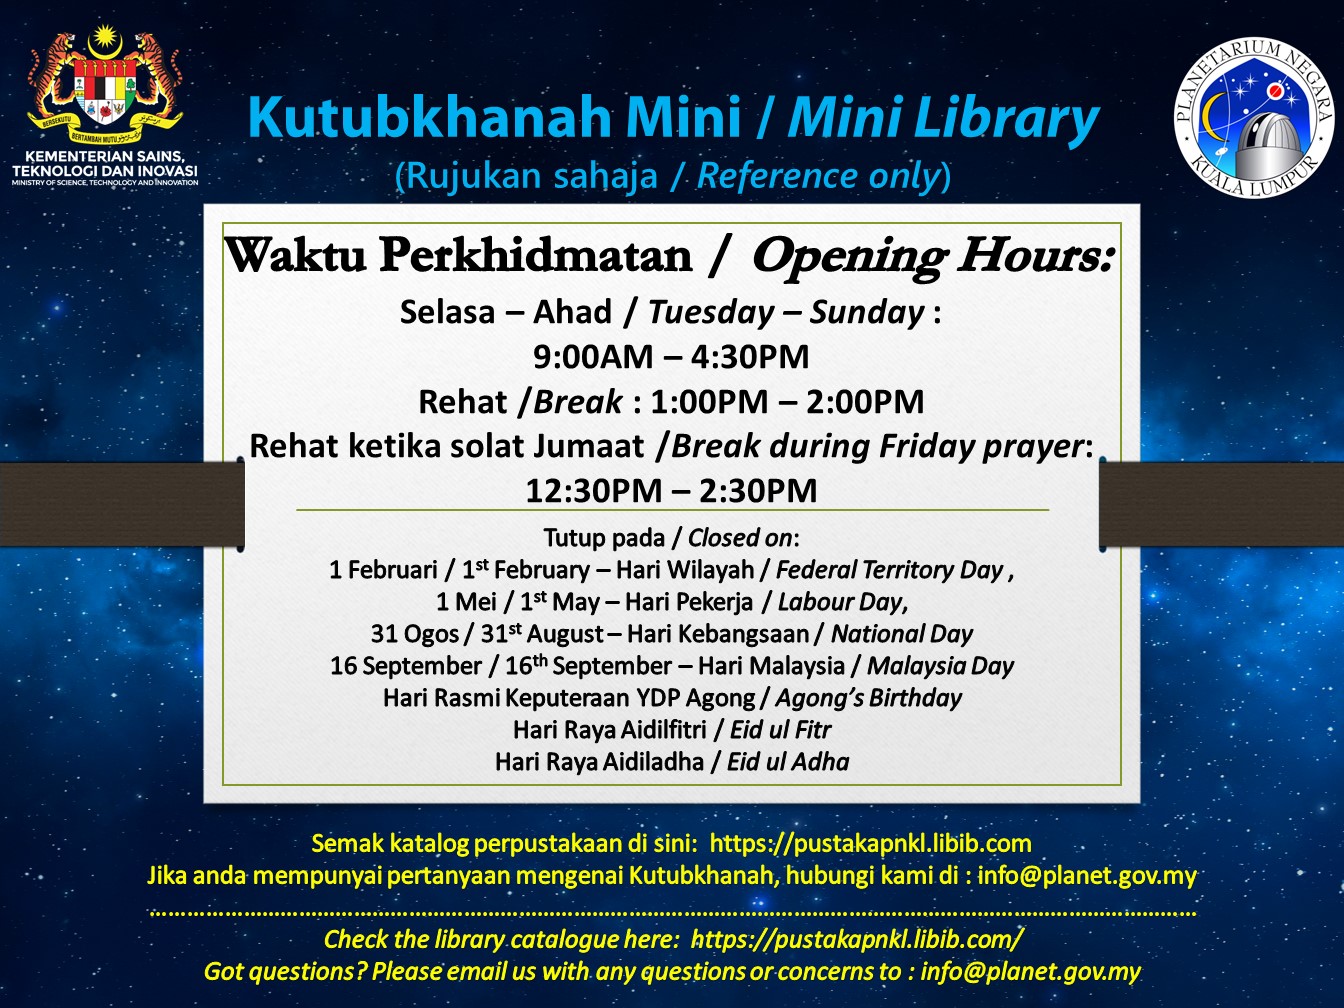 BERSEKUTU
BERTAMBAH MUTU
KEMENTERIAN SAINS,
TEKNOLOGI DAN INOVASI
MINISTRY OF SCIENCE, TECHNOLOGY AND INNOVATION
PLANETARIUM NEGARA
KUALA LUMPUR
Kutubkhanah Mini / Mini Library
(Rujukan sahaja / Reference only)
Waktu Perkhidmatan / Opening Hours:
Selasa – Ahad / Tuesday – Sunday :
9:00AM – 4:30PM
Rehat /Break : 1:00PM – 2:00PM
Rehat ketika solat Jumaat /Break during Friday prayer:
12:30PM – 2:30PM
Tutup pada / Closed on:
1 Februari / 1st February – Hari Wilayah / Federal Territory Day ,
1 Mei / 1st May – Hari Pekerja / Labour Day,
31 Ogos / 31st August – Hari Kebangsaan / National Day
16 September / 16th September – Hari Malaysia / Malaysia Day
Hari Rasmi Keputeraan YDP Agong / Agong's Birthday
Hari Raya Aidilfitri / Eid ul Fitr
Hari Raya Aidiladha / Eid ul Adha
Semak katalog perpustakaan di sini: https://pustakapnkl.libib.com
Jika anda mempunyai pertanyaan mengenai Kutubkhanah, hubungi kami di : info@planet.gov.my
Check the library catalogue here: https://pustakapnkl.libib.com/
Got questions? Please email us with any questions or concerns to : info@planet.gov.my